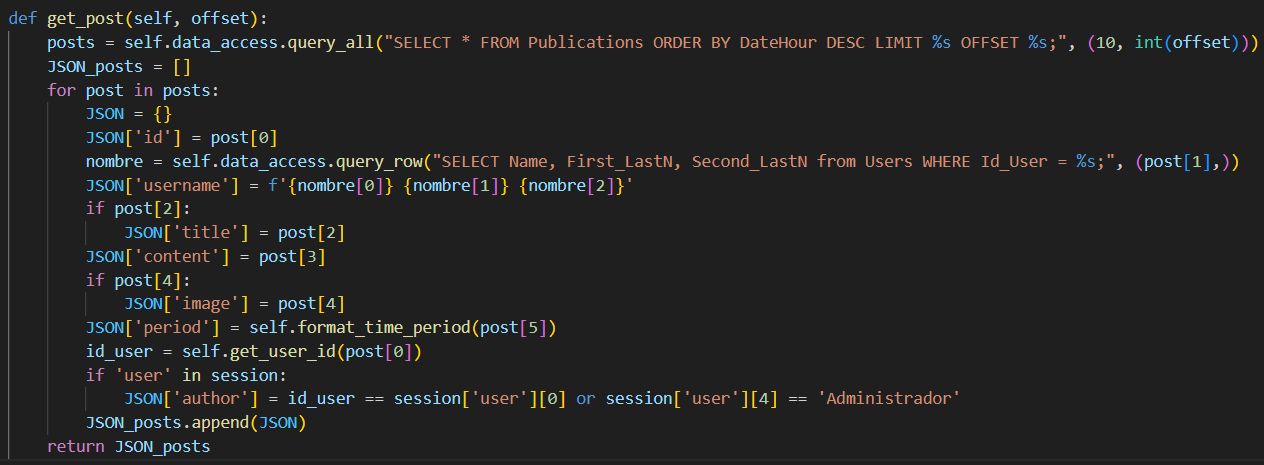 def get_post(self, offset):
    posts = self.data_access.query_all("SELECT * FROM Publications ORDER BY DateHour DESC LIMIT %s OFFSET %s;", (10, int(offset)))
    JSON_posts = []
    for post in posts:
        JSON = {}
        JSON['id'] = post[0]
        nombre = self.data_access.query_row("SELECT Name, First_LastN, Second_LastN from Users WHERE Id_User = %s;", (post[1],))
        JSON['username'] = f'{nombre[0]} {nombre[1]} {nombre[2]}'
        if post[2]:
            JSON['title'] = post[2]
        JSON['content'] = post[3]
        if post[4]:
            JSON['image'] = post[4]
        JSON['period'] = self.format_time_period(post[5])
        id_user = self.get_user_id(post[0])
        if 'user' in session:
            JSON['author'] = id_user == session['user'][0] or session['user'][4] == 'Administrador'
        JSON_posts.append(JSON)
    return JSON_posts